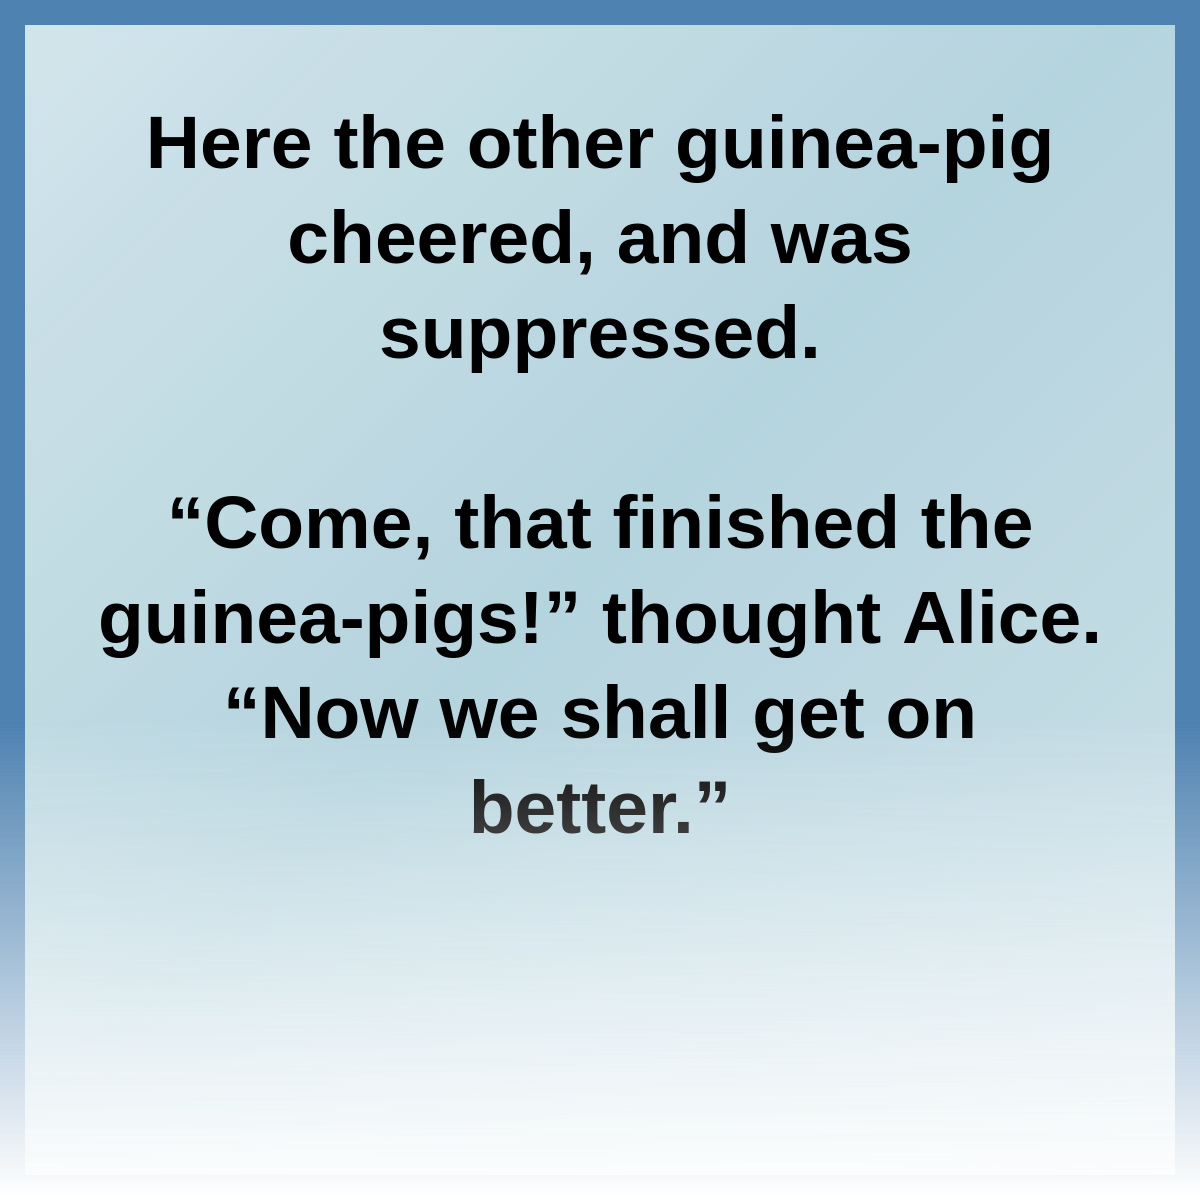 Here the other guinea-pig
cheered, and was
suppressed.
“Come, that finished the
guinea-pigs!” thought Alice.
“Now we shall get on
better.”